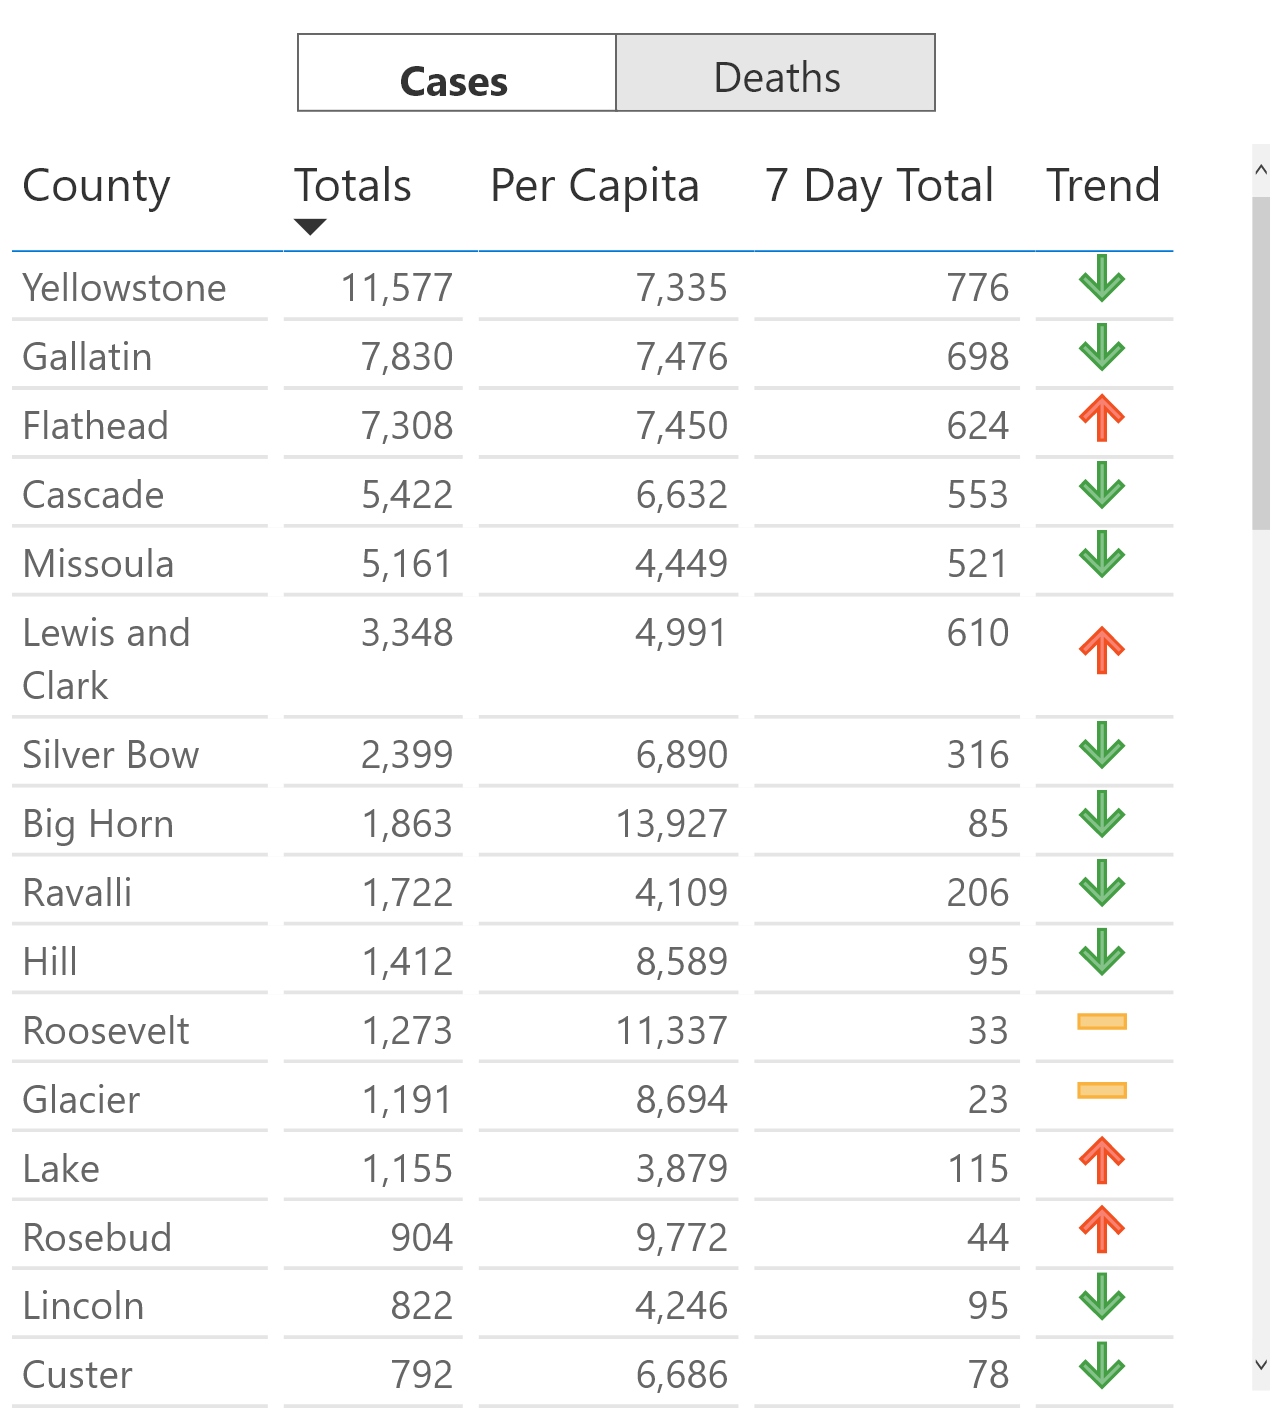 Cases Deaths
County Totals Per Capita 7 Day Total Trend
Yellowstone 11,577 7,335 776
Gallatin 7,830 7,476 698
Flathead 7,308 7,450 624
Cascade 5,422 6,632 553
Missoula 5,161 4,449 521
Lewis and 3,348 4,991 610
Clark
Silver Bow 2,399 6,890 316
Big Horn 1,863 13,927 85
Ravalli 1,722 4,109 206
Hill 1,412 8,589 95
Roosevelt 1,273 11,337 33
Glacier 1,191 8,694 23
Lake 1,155 3,879 115
Rosebud 904 9,772 44
Lincoln 822 4,246 95
Custer 792 6,686 78